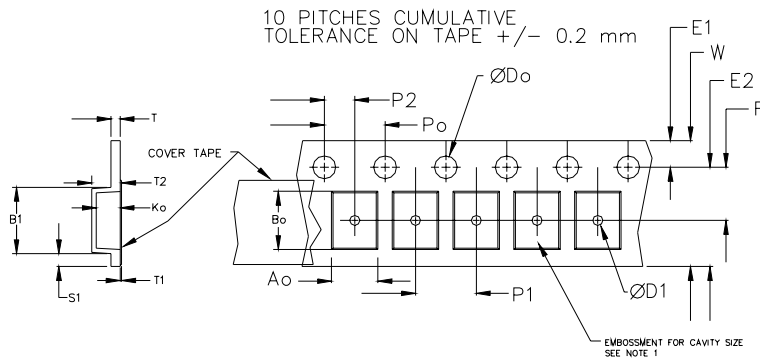 10 PITCHES CUMULATIVE
TOLERANCE ON TAPE +/- 0.2 mm
E1
W
ØDo
E2
P2
F
Po
T
COVER TAPE
T2
Ko
B1
Bo
Ao
P1
ØD1
S1
T1
EMBOSSMENT FOR CAVITY SIZE
SEE NOTE 1